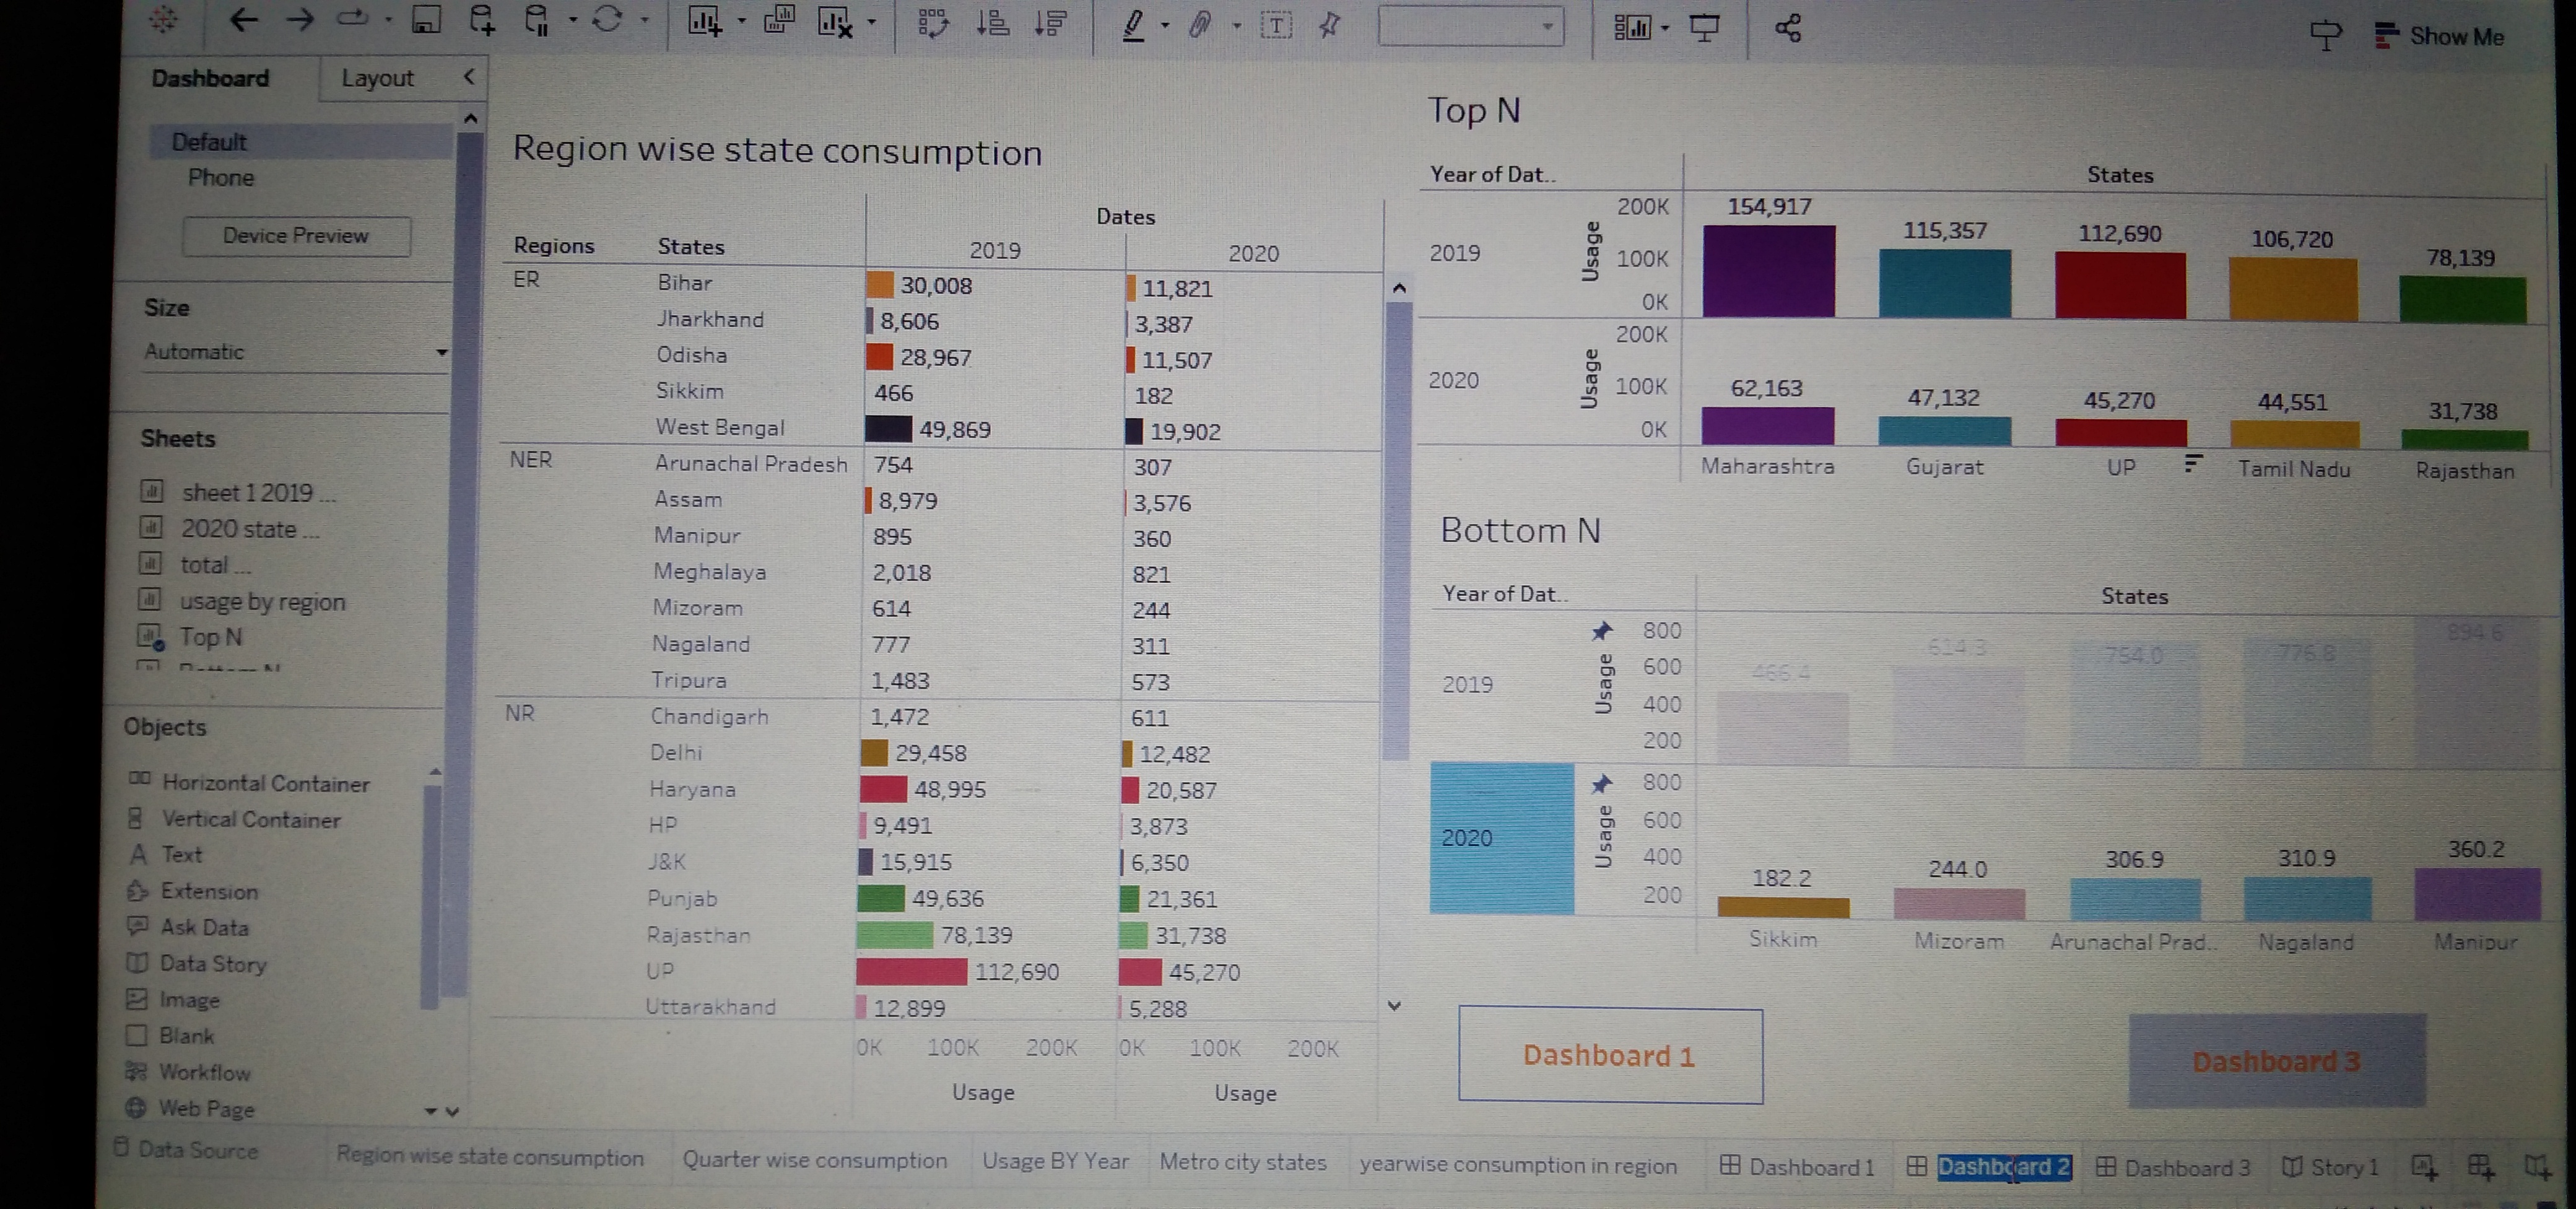 Show Me
Dashboard Layout
Default
Phone
Device Preview
Size
Automatic
Sheets
sheet 1 2019 ...
2020 state ...
total ...
usage by region
Top N
Objects
Horizontal Container
Vertical Container
Text
Extension
Ask Data
Data Story
Image
Blank
Workflow
Web Page
Region wise state consumption
Dates
Regions States 2019 2020
ER Bihar 30,008 11,821
Jharkhand 8,606 3,387
Odisha 28,967 11,507
Sikkim 466 182
West Bengal 49,869 19,902
NER Arunachal Pradesh 754 307
Assam 8,979 3,576
Manipur 895 360
Meghalaya 2,018 821
Mizoram 614 244
Nagaland 777 311
Tripura 1,483 573
NR Chandigarh 1,472 611
Delhi 29,458 12,482
Haryana 48,995 20,587
HP 9,491 3,873
J&K 15,915 6,350
Punjab 49,636 21,361
Rajasthan 78,139 31,738
UP 112,690 45,270
Uttarakhand 12,899 5,288
0K 100K 200K 0K 100K 200K
Usage Usage
Top N
Year of Dat.. States
2019 Usage 200K 100K 0K
154,917 115,357 112,690 106,720 78,139
2020 Usage 200K 100K 0K
62,163 47,132 45,270 44,551 31,738
Maharashtra Gujarat UP Tamil Nadu Rajasthan
Bottom N
Year of Dat.. States
2019 Usage 800 600 400 200
466.4 614.3 754.0 776.8 894.6
2020 Usage 800 600 400 200
182.2 244.0 306.9 310.9 360.2
Sikkim Mizoram Arunachal Prad.. Nagaland Manipur
Dashboard 1 Dashboard 3
Data Source Region wise state consumption Quarter wise consumption Usage BY Year Metro city states yearwise consumption in region Dashboard 1 Dashboard 2 Dashboard 3 Story 1